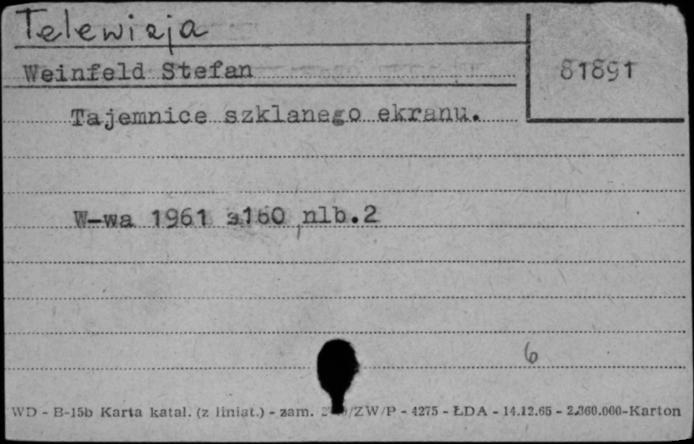 Telewizja
Weinfeld Stefan 81891
Tajemnice szklanego ekranu.
W-wa 1961 s160 nlb.2
6
WD - B-15b Karta katal. (z liniat.) - zam. /ZW/P - 4275 - ŁDA - 14.12.65 - 2.360.000-Karton